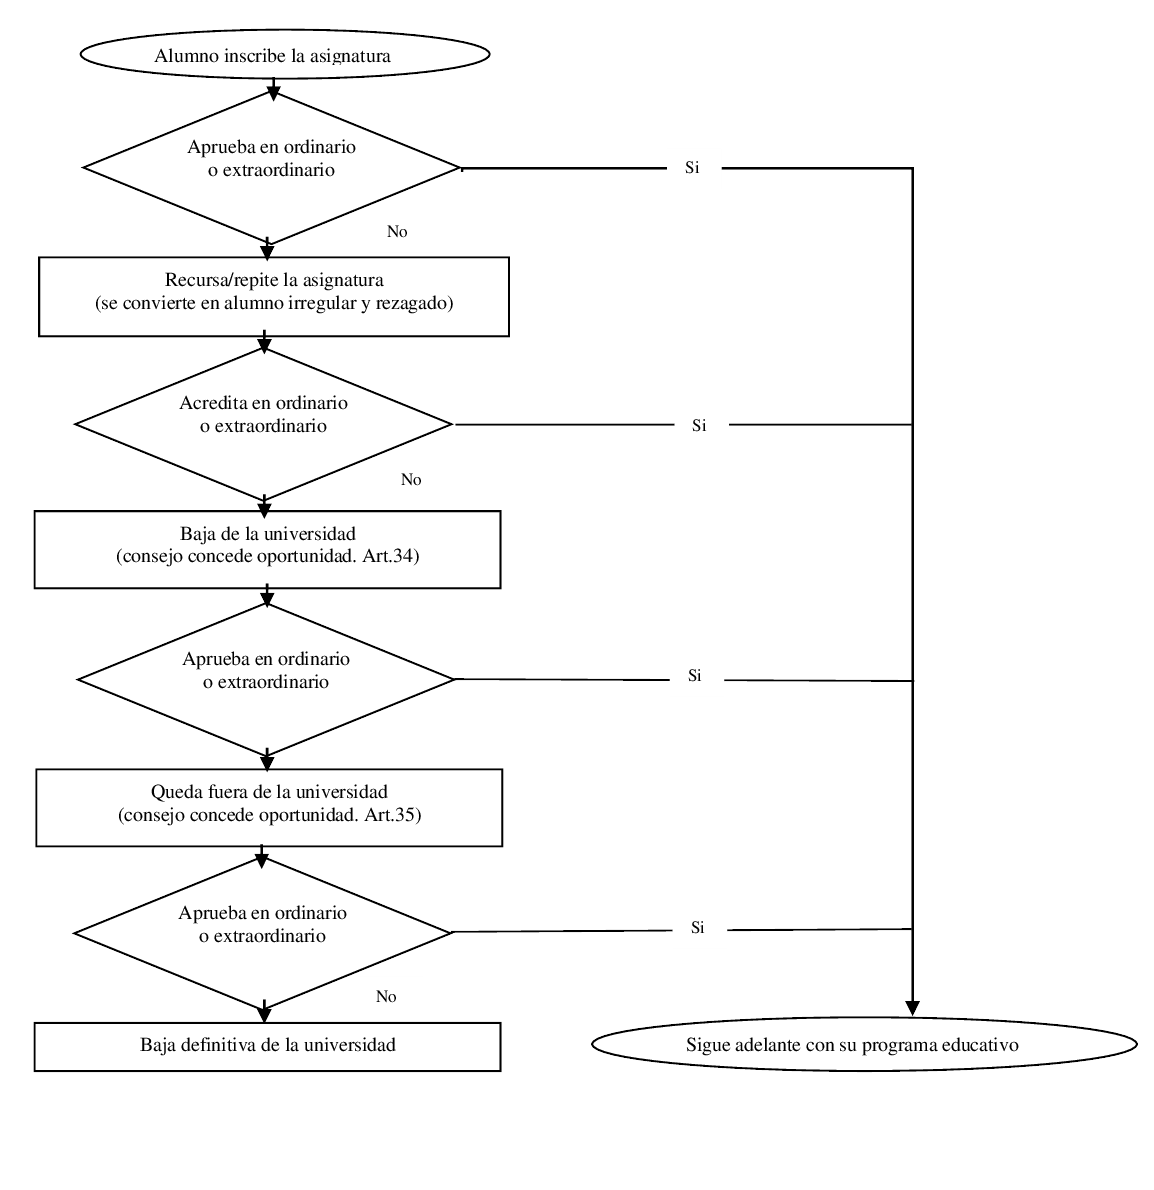 Alumno inscribe la asignatura
Aprueba en ordinario
o extraordinario
Si
No
Recursa/repite la asignatura
(se convierte en alumno irregular y rezagado)
Acredita en ordinario
o extraordinario
Si
No
Baja de la universidad
(consejo concede oportunidad. Art.34)
Aprueba en ordinario
o extraordinario
Si
Queda fuera de la universidad
(consejo concede oportunidad. Art.35)
Aprueba en ordinario
o extraordinario
Si
No
Baja definitiva de la universidad
Sigue adelante con su programa educativo